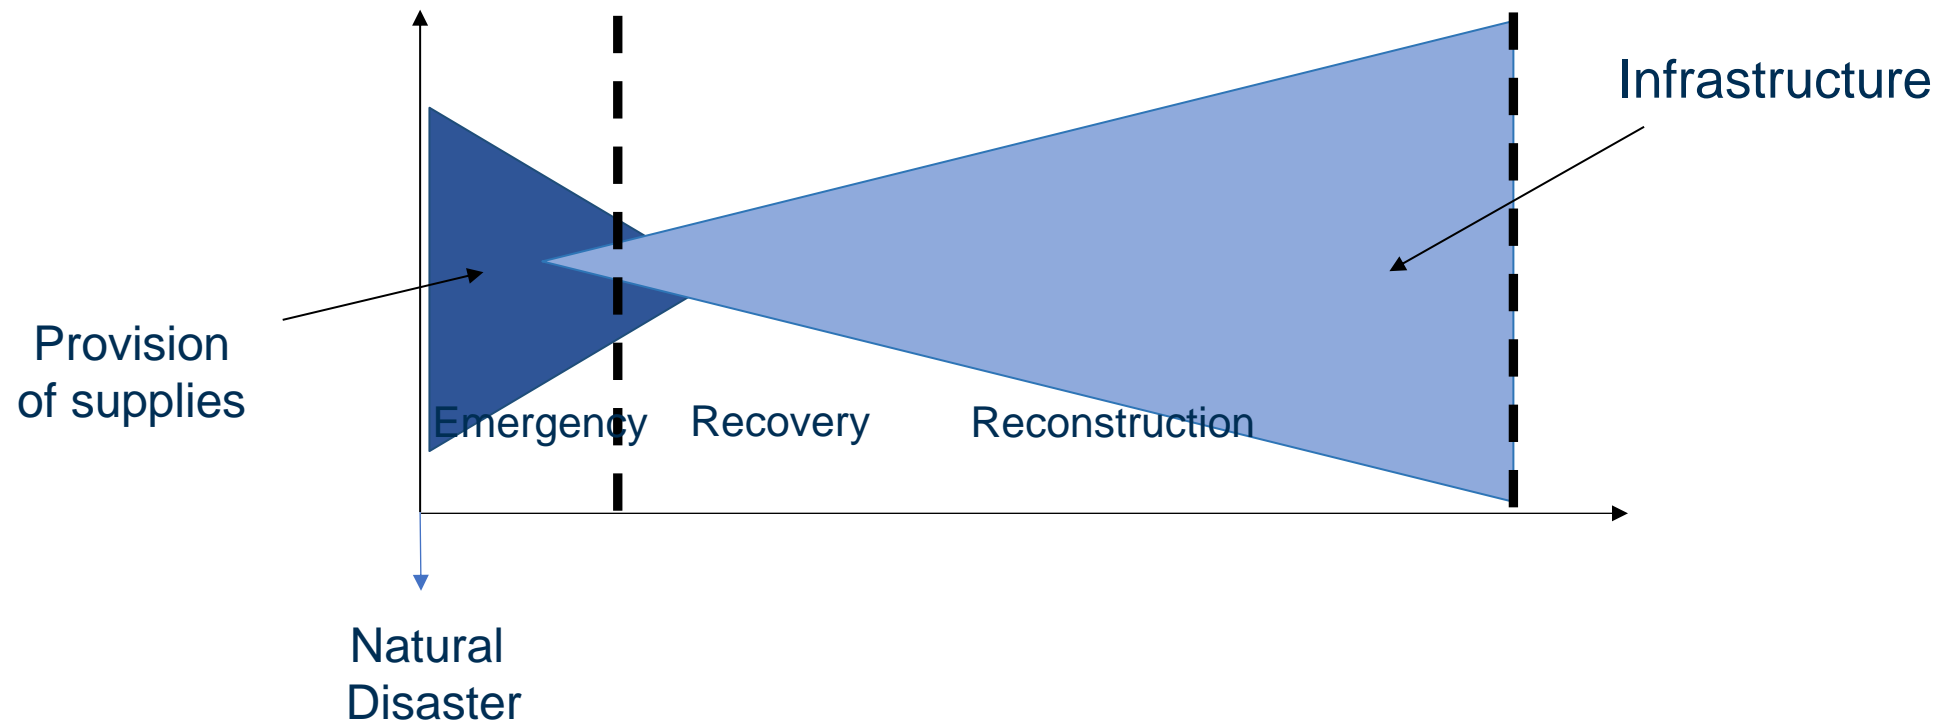 Infrastructure
Provision
of supplies
Emergency
Recovery
Reconstruction
Natural
Disaster